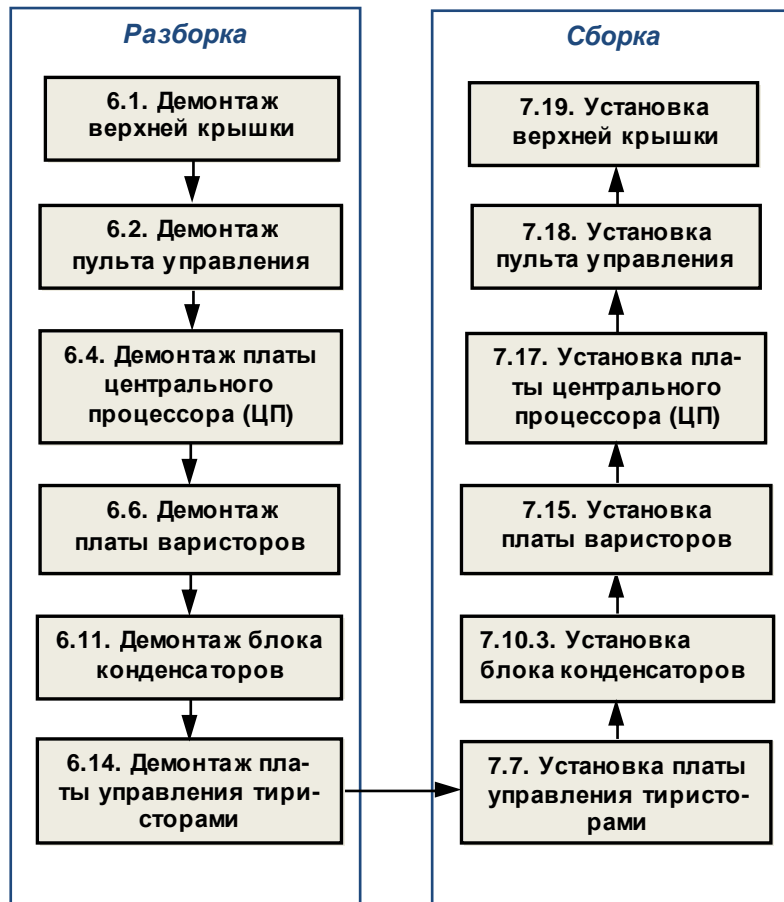 Разборка
6.1. Демонтаж
верхней крышки
6.2. Демонтаж
пульта управления
6.4. Демонтаж платы
центрального
процессора (ЦП)
6.6. Демонтаж
платы варисторов
6.11. Демонтаж блока
конденсаторов
6.14. Демонтаж пла-
ты управления тири-
сторами
Сборка
7.19. Установка
верхней крышки
7.18. Установка
пульта управления
7.17. Установка пла-
ты центрального
процессора (ЦП)
7.15. Установка
платы варисторов
7.10.3. Установка
блока конденсаторов
7.7. Установка платы
управления тиристо-
рами